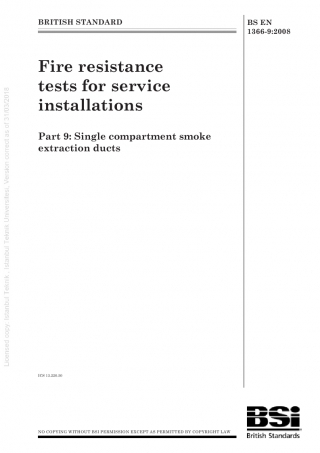 BRITISH STANDARD
BS EN
1366-9:2008
Fire resistance
tests for service
installations
Part 9: Single compartment smoke
extraction ducts
Licensed copy: Istanbul Teknik , Istanbul Teknik Universitesi, Version correct as of 31/03/2016
ICS 13.220.50
NO COPYING WITHOUT BSI PERMISSION EXCEPT AS PERMITTED BY COPYRIGHT LAW
BSi
British Standards